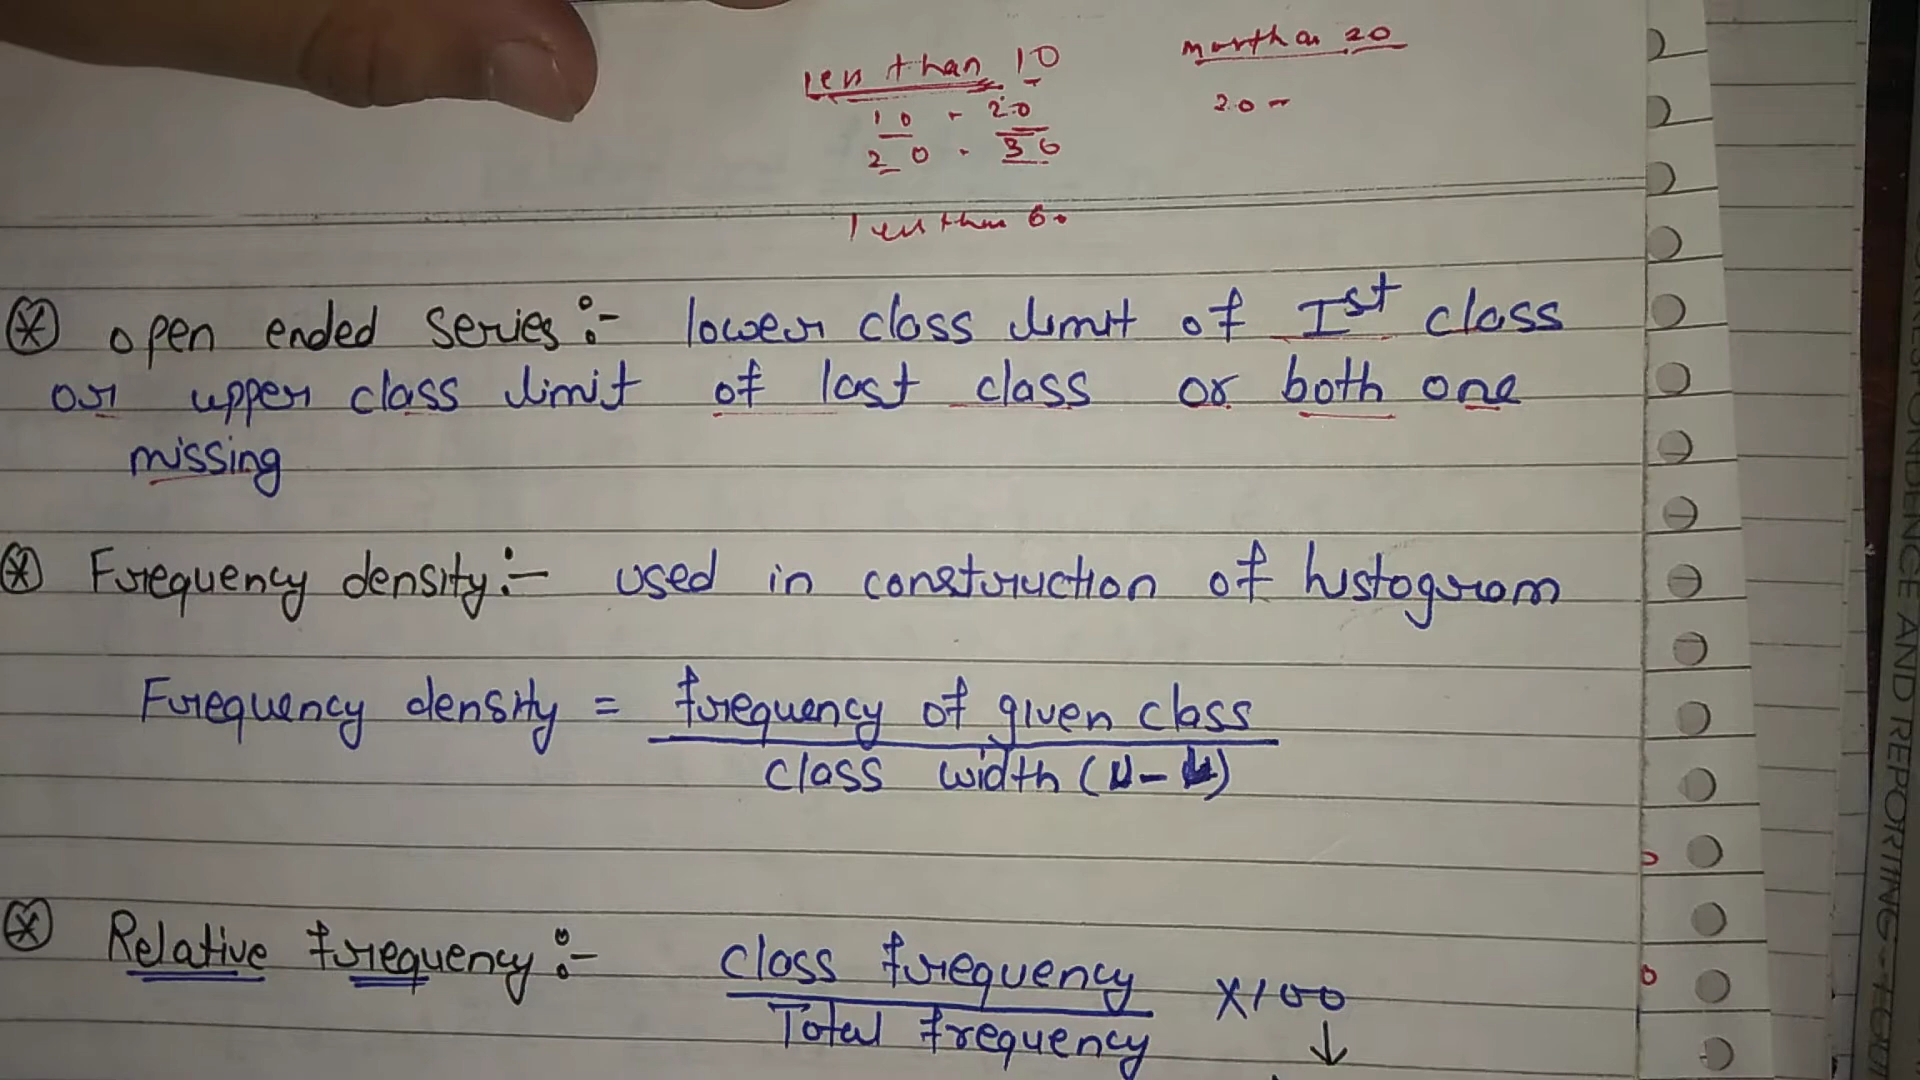 less than 10
10 - 20
20 - 30
less than 60
more than 20
20 -
open ended series :- lower class limit of Ist class
or upper class limit of last class or both one
missing
Frequency density :- used in construction of histogram
Frequency density = frequency of given class
class width (U-L)
Relative frequency :- class frequency x100
Total frequency
CORRESPONDENCE AND REPORTING